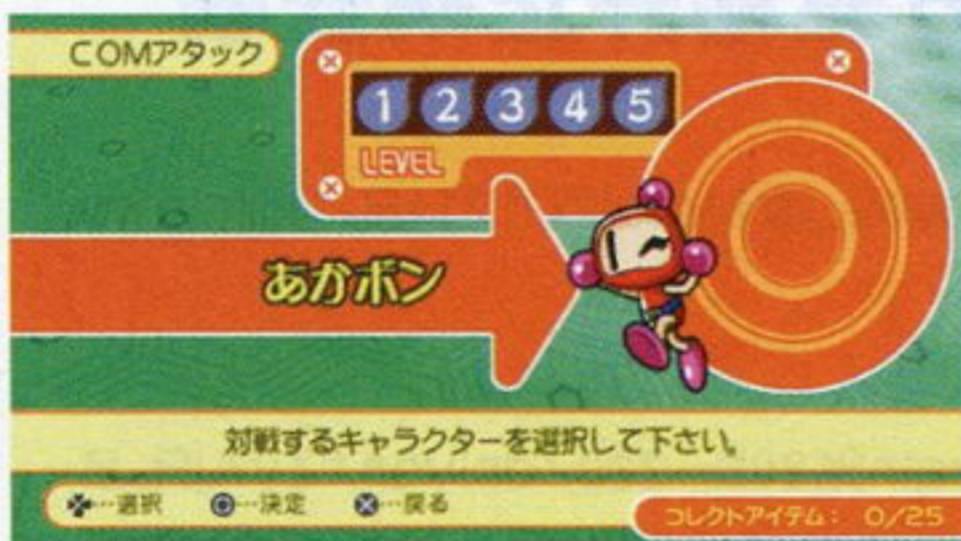 COMアタック
1 2 3 4 5
LEVEL
あかボン
対戦するキャラクターを選択して下さい。
…選択 …決定 …戻る
コレクトアイテム: 0/25